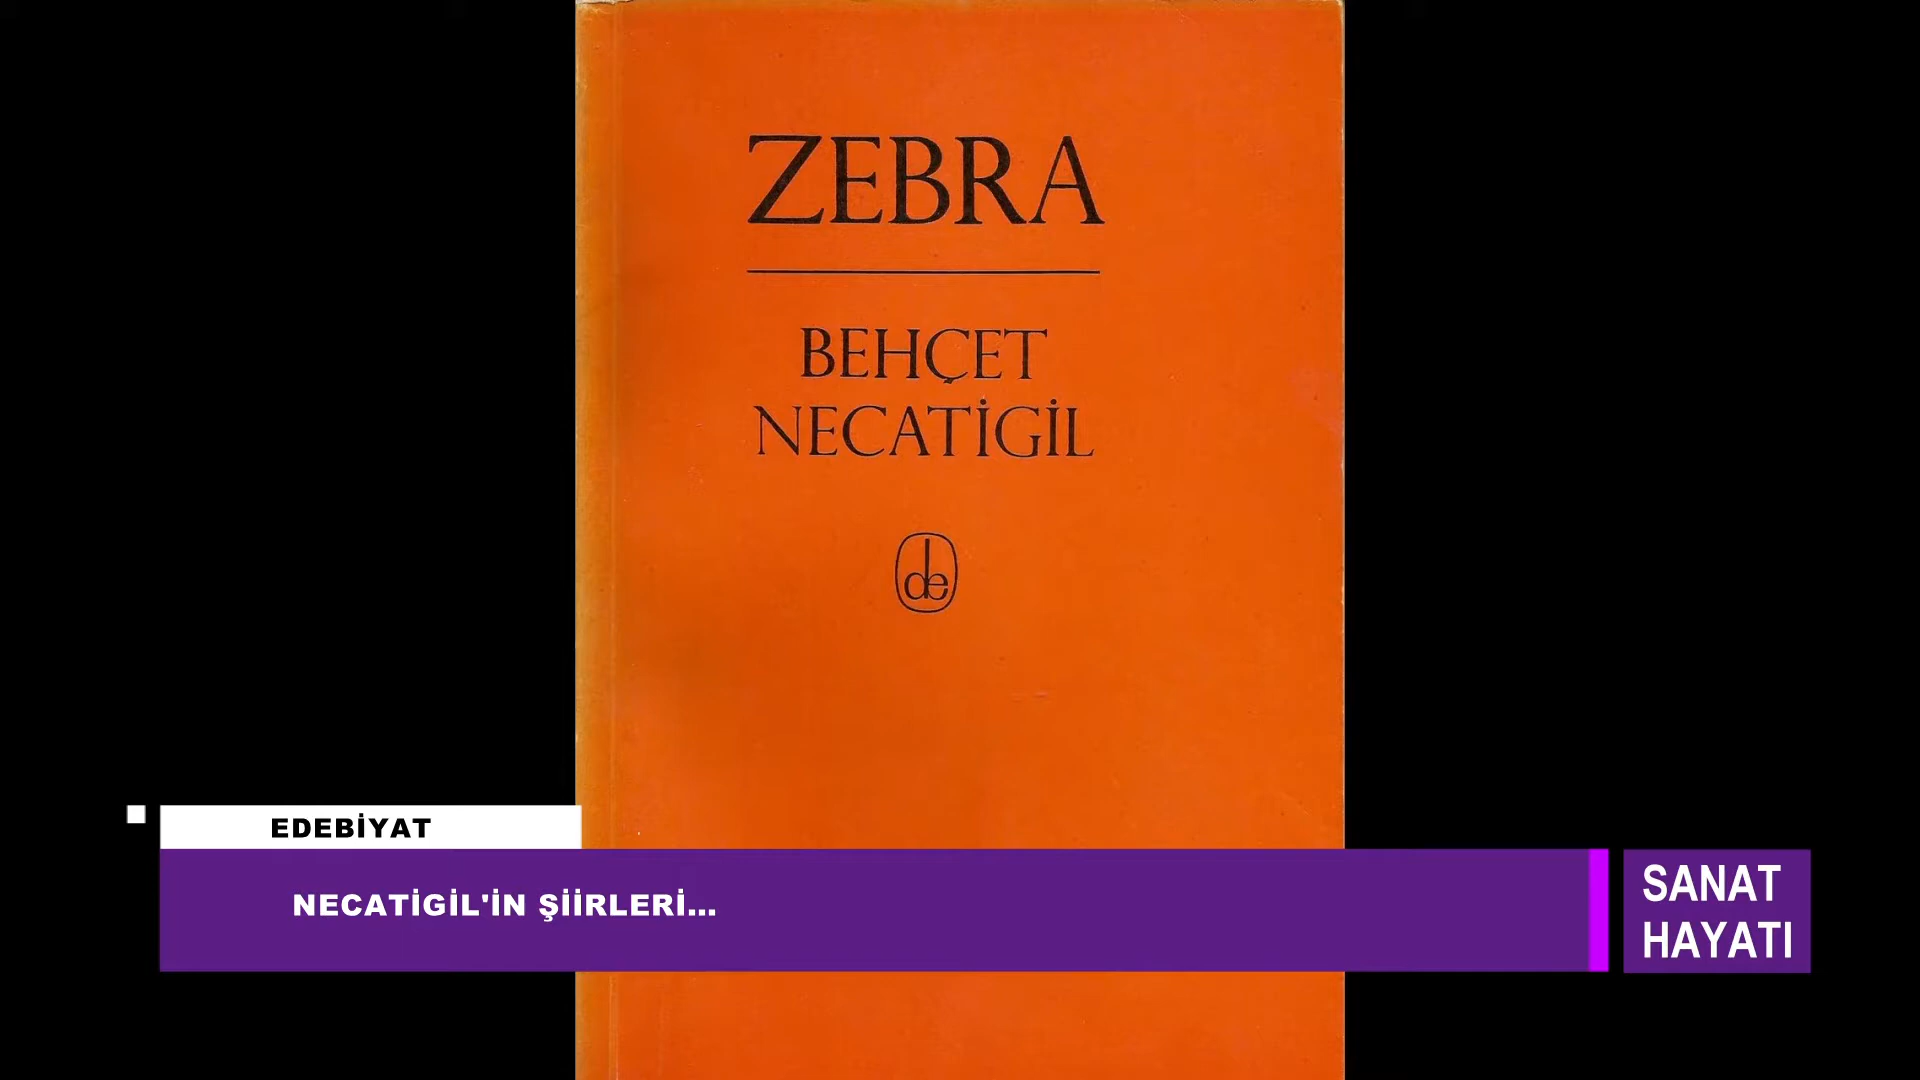 ZEBRA
BEHÇET
NECATİGİL
de
EDEBİYAT
NECATİGİL'İN ŞİİRLERİ...
SANAT
HAYATI